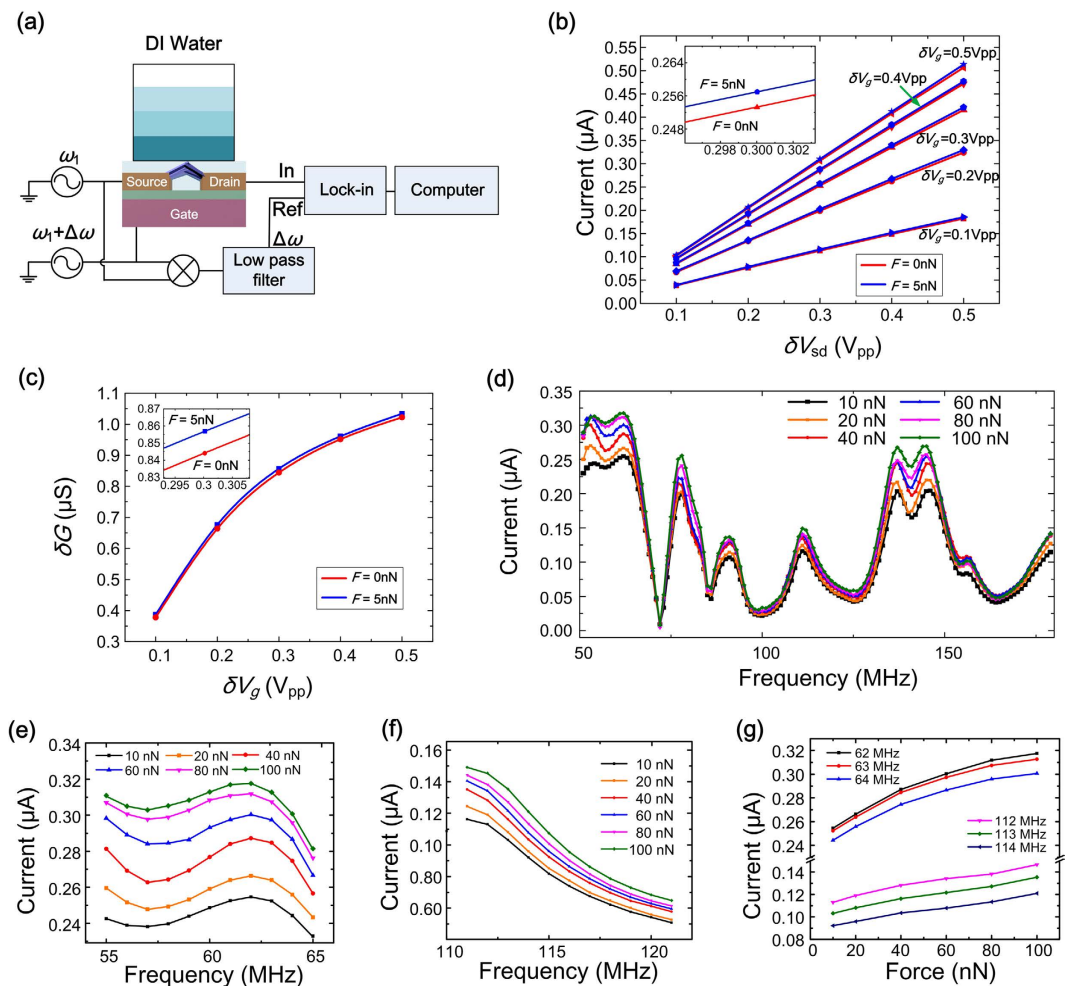 (a)
DI Water
ω₁
Source
Drain
In
Lock-in
Computer
Ref
Gate
Δω
ω₁+Δω
Low pass
filter
(b)
0.55
0.50
0.45
0.40
0.35
0.30
0.25
0.20
0.15
0.10
0.05
0.00
Current (µA)
0.264
0.256
0.248
F = 5nN
F = 0nN
0.298 0.300 0.302
δVg=0.5Vpp
δVg=0.4Vpp
δVg=0.3Vpp
δVg=0.2Vpp
δVg=0.1Vpp
F = 0nN
F = 5nN
0.1 0.2 0.3 0.4 0.5
δVsd (Vpp)
(c)
1.1
1.0
0.9
0.8
0.7
0.6
0.5
0.4
0.3
δG (µS)
0.87
0.86
0.85
0.84
0.83
F = 5nN
F = 0nN
0.295 0.3 0.305
F = 0nN
F = 5nN
0.1 0.2 0.3 0.4 0.5
δVg (Vpp)
(d)
0.40
0.35
0.30
0.25
0.20
0.15
0.10
0.05
0.00
Current (µA)
10 nN 60 nN
20 nN 80 nN
40 nN 100 nN
50 100 150
Frequency (MHz)
(e)
0.34
0.32
0.30
0.28
0.26
0.24
Current (µA)
10 nN 20 nN 40 nN
60 nN 80 nN 100 nN
55 60 65
Frequency (MHz)
(f)
0.16
0.14
0.12
0.10
0.80
0.60
Current (µA)
10 nN
20 nN
40 nN
60 nN
80 nN
100 nN
110 115 120
Frequency (MHz)
(g)
0.32
0.30
0.28
0.26
0.24
0.14
0.12
0.10
0.08
Current (µA)
62 MHz
63 MHz
64 MHz
112 MHz
113 MHz
114 MHz
0 20 40 60 80 100
Force (nN)